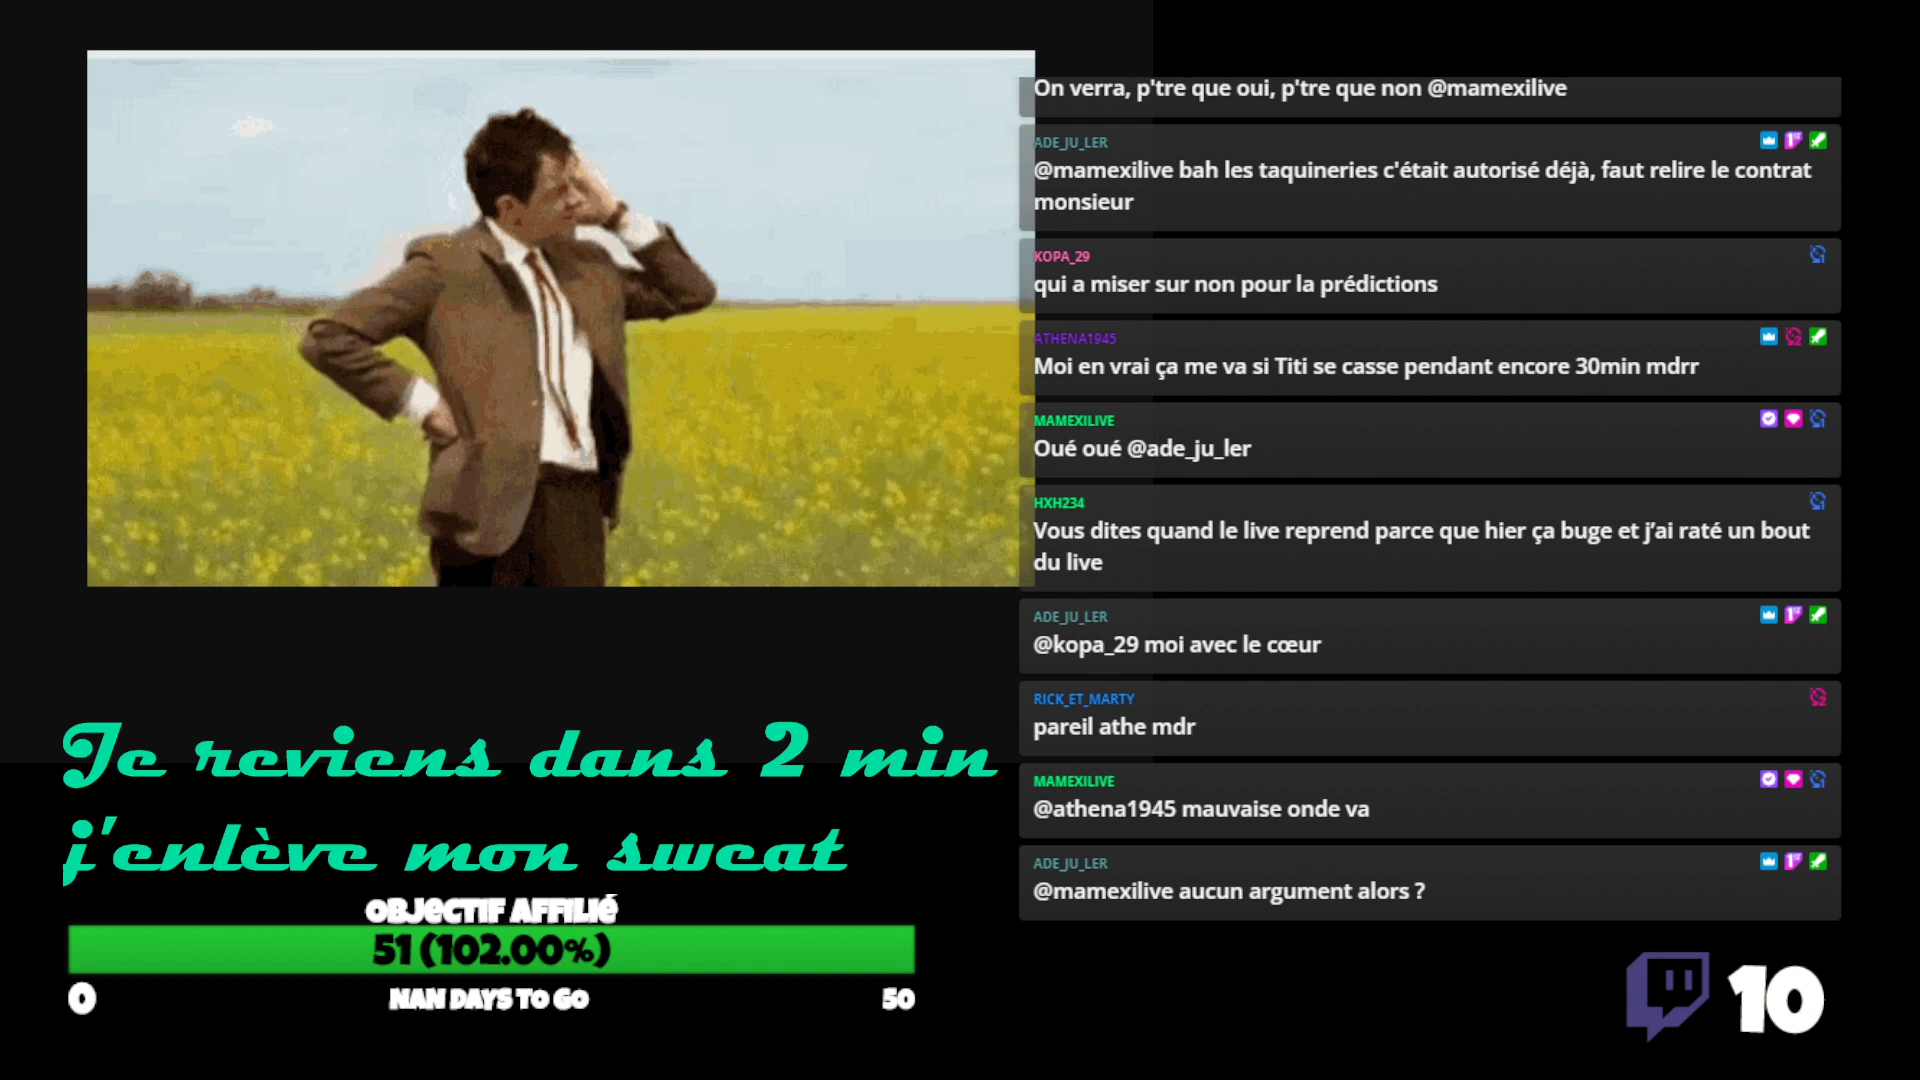 On verra, p'tre que oui, p'tre que non @mamexilive
ADE_JU_LER
@mamexilive bah les taquineries c'était autorisé déjà, faut relire le contrat
monsieur
KOPA_29
qui a miser sur non pour la prédictions
ATHENA1945
Moi en vrai ça me va si Titi se casse pendant encore 30min mdrr
MAMEXILIVE
Oué oué @ade_ju_ler
HXH234
Vous dites quand le live reprend parce que hier ça buge et j’ai raté un bout
du live
ADE_JU_LER
@kopa_29 moi avec le cœur
RICK_ET_MARTY
pareil athe mdr
MAMEXILIVE
@athena1945 mauvaise onde va
ADE_JU_LER
@mamexilive aucun argument alors ?
Je reviens dans 2 min
j'enlève mon sweat
OBJECTIF AFFILIÉ
51 (102.00%)
0
NAN DAYS TO GO
50
10